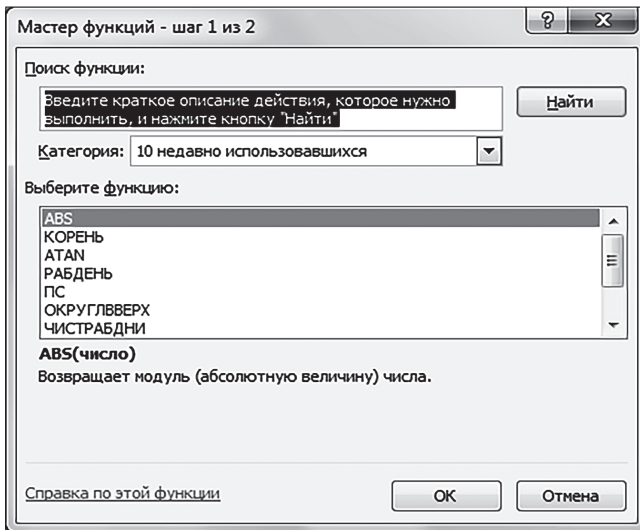 Мастер функций - шаг 1 из 2
Поиск функции:
Введите краткое описание действия, которое нужно
выполнить, и нажмите кнопку "Найти"
Найти
Категория: 10 недавно использовавшихся
Выберите функцию:
ABS
КОРЕНЬ
ATAN
РАБДЕНЬ
ПС
ОКРУГЛВВЕРХ
ЧИСТРАБДНИ
ABS(число)
Возвращает модуль (абсолютную величину) числа.
Справка по этой функции
ОК
Отмена